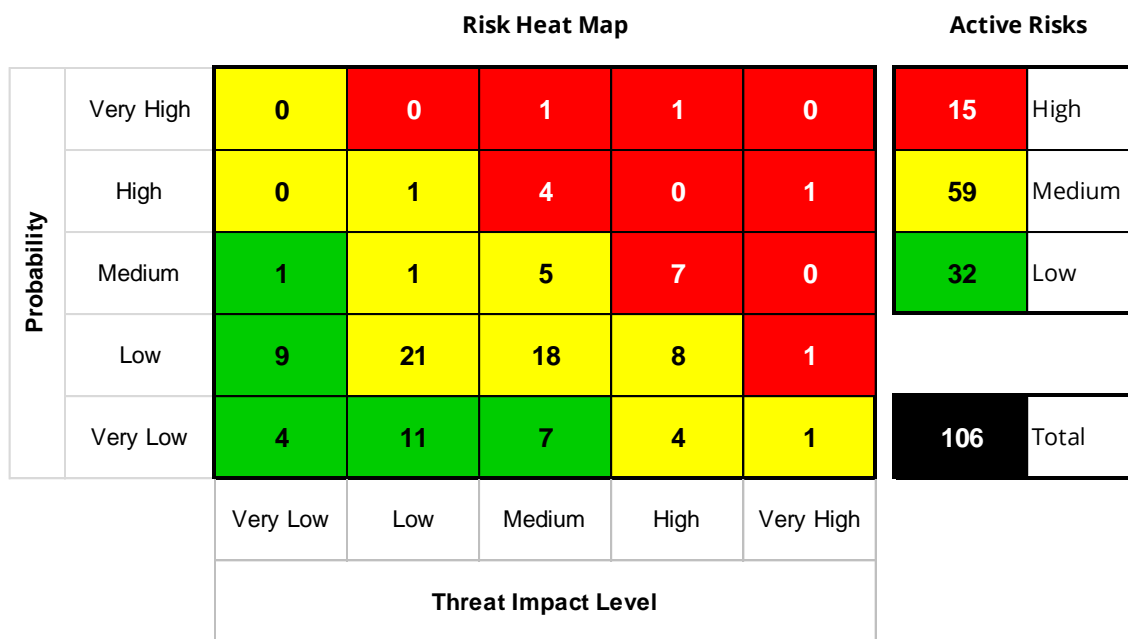 Risk Heat Map Active Risks
Very High 0 0 1 1 0 15 High
High 0 1 4 0 1 59 Medium
Probability
Medium 1 1 5 7 0 32 Low
Low 9 21 18 8 1
Very Low 4 11 7 4 1 106 Total
Very Low Low Medium High Very High
Threat Impact Level